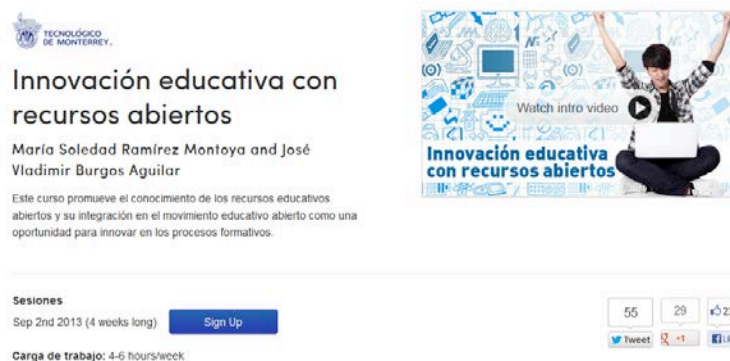 TECNOLÓGICO
DE MONTERREY.
Innovación educativa con
recursos abiertos
María Soledad Ramírez Montoya and José
Vladimir Burgos Aguilar
Este curso promueve el conocimiento de los recursos educativos
abiertos y su integración en el movimiento educativo abierto como una
oportunidad para innovar en los procesos formativos.
Watch intro video
Innovación educativa
con recursos abiertos
Sesiones
Sep 2nd 2013 (4 weeks long)
Sign Up
Carga de trabajo: 4-6 hours/week
55
29
Tweet
+1